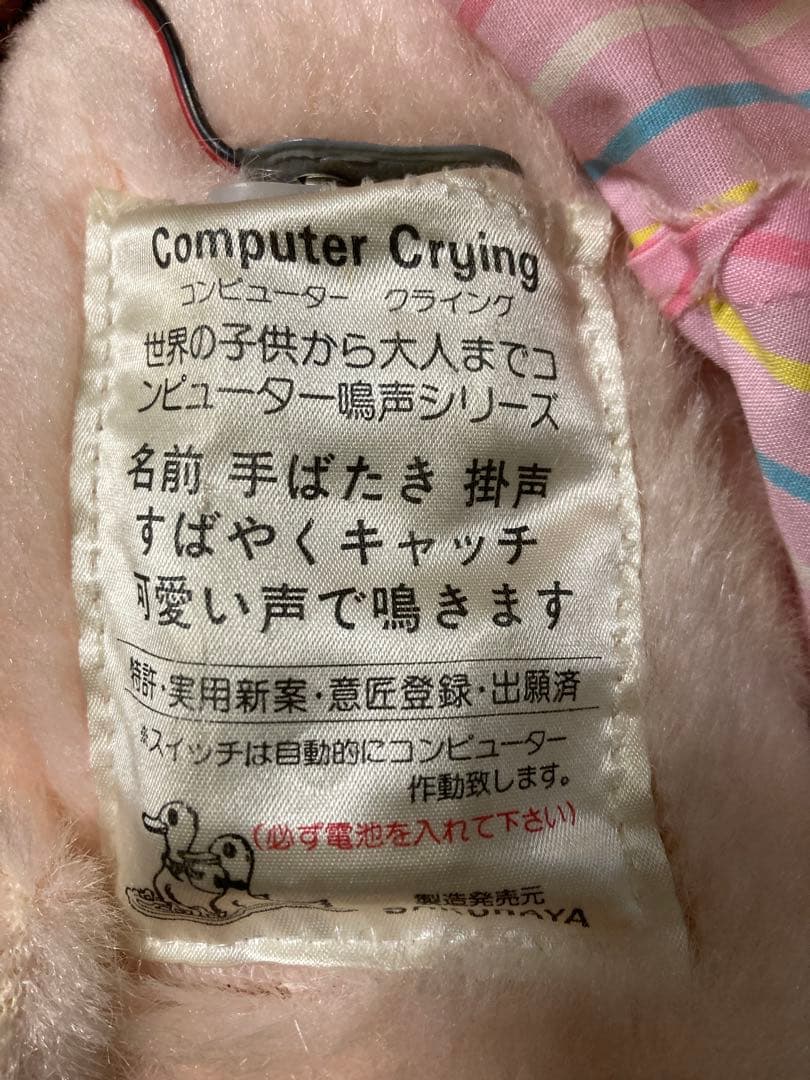 Computer Crying
コンピューター クライング
世界の子供から大人までコ
ンピューター鳴声シリーズ
名前 手ばたき 掛声
すばやくキャッチ
可愛い声で鳴きます
特許・実用新案・意匠登録・出願済
*スイッチは自動的にコンピューター
作動致します。
(必ず電池を入れて下さい)
製造発売元